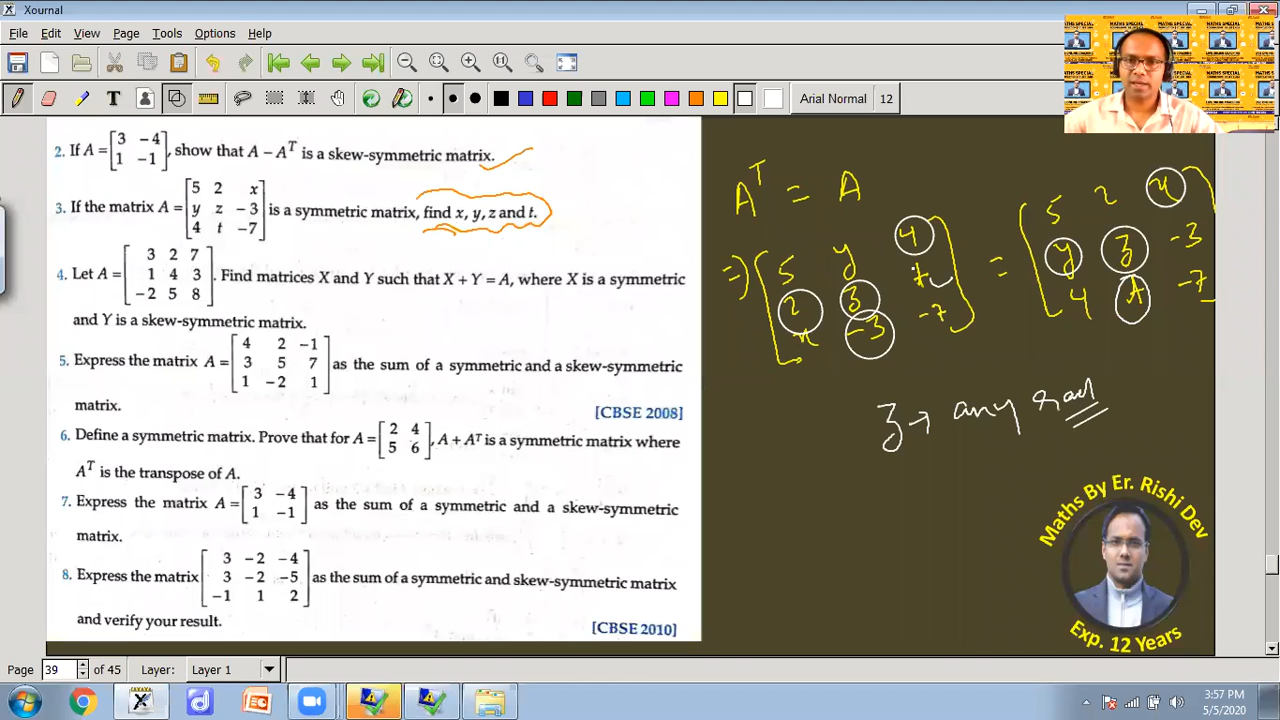 Xournal
File Edit View Page Tools Options Help
Arial Normal 12
2. If A = [3 −4
1 −1], show that A − Aᵀ is a skew-symmetric matrix.
3. If the matrix A = [5 2 x
y z −3
4 t −7] is a symmetric matrix, find x, y, z and t.
4. Let A = [3 2 7
1 4 3
−2 5 8]. Find matrices X and Y such that X + Y = A, where X is a symmetric
and Y is a skew-symmetric matrix.
5. Express the matrix A = [4 2 −1
3 5 7
1 −2 1] as the sum of a symmetric and a skew-symmetric
matrix.
[CBSE 2008]
6. Define a symmetric matrix. Prove that for A = [2 4
5 6], A + Aᵀ is a symmetric matrix where
Aᵀ is the transpose of A.
7. Express the matrix A = [3 −4
1 −1] as the sum of a symmetric and a skew-symmetric
matrix.
8. Express the matrix [3 −2 −4
3 −2 −5
−1 1 2] as the sum of a symmetric and skew-symmetric matrix
and verify your result.
[CBSE 2010]
Aᵀ = A
⇒ [5 y 4
2 z t
x −3 −7] = [5 2 x
y z −3
4 t −7]
z → any real
MATHS SPECIAL
Maths By Er. Rishi Dev
Exp. 12 Years
Page 39 of 45 Layer: Layer 1
3:57 PM
5/5/2020